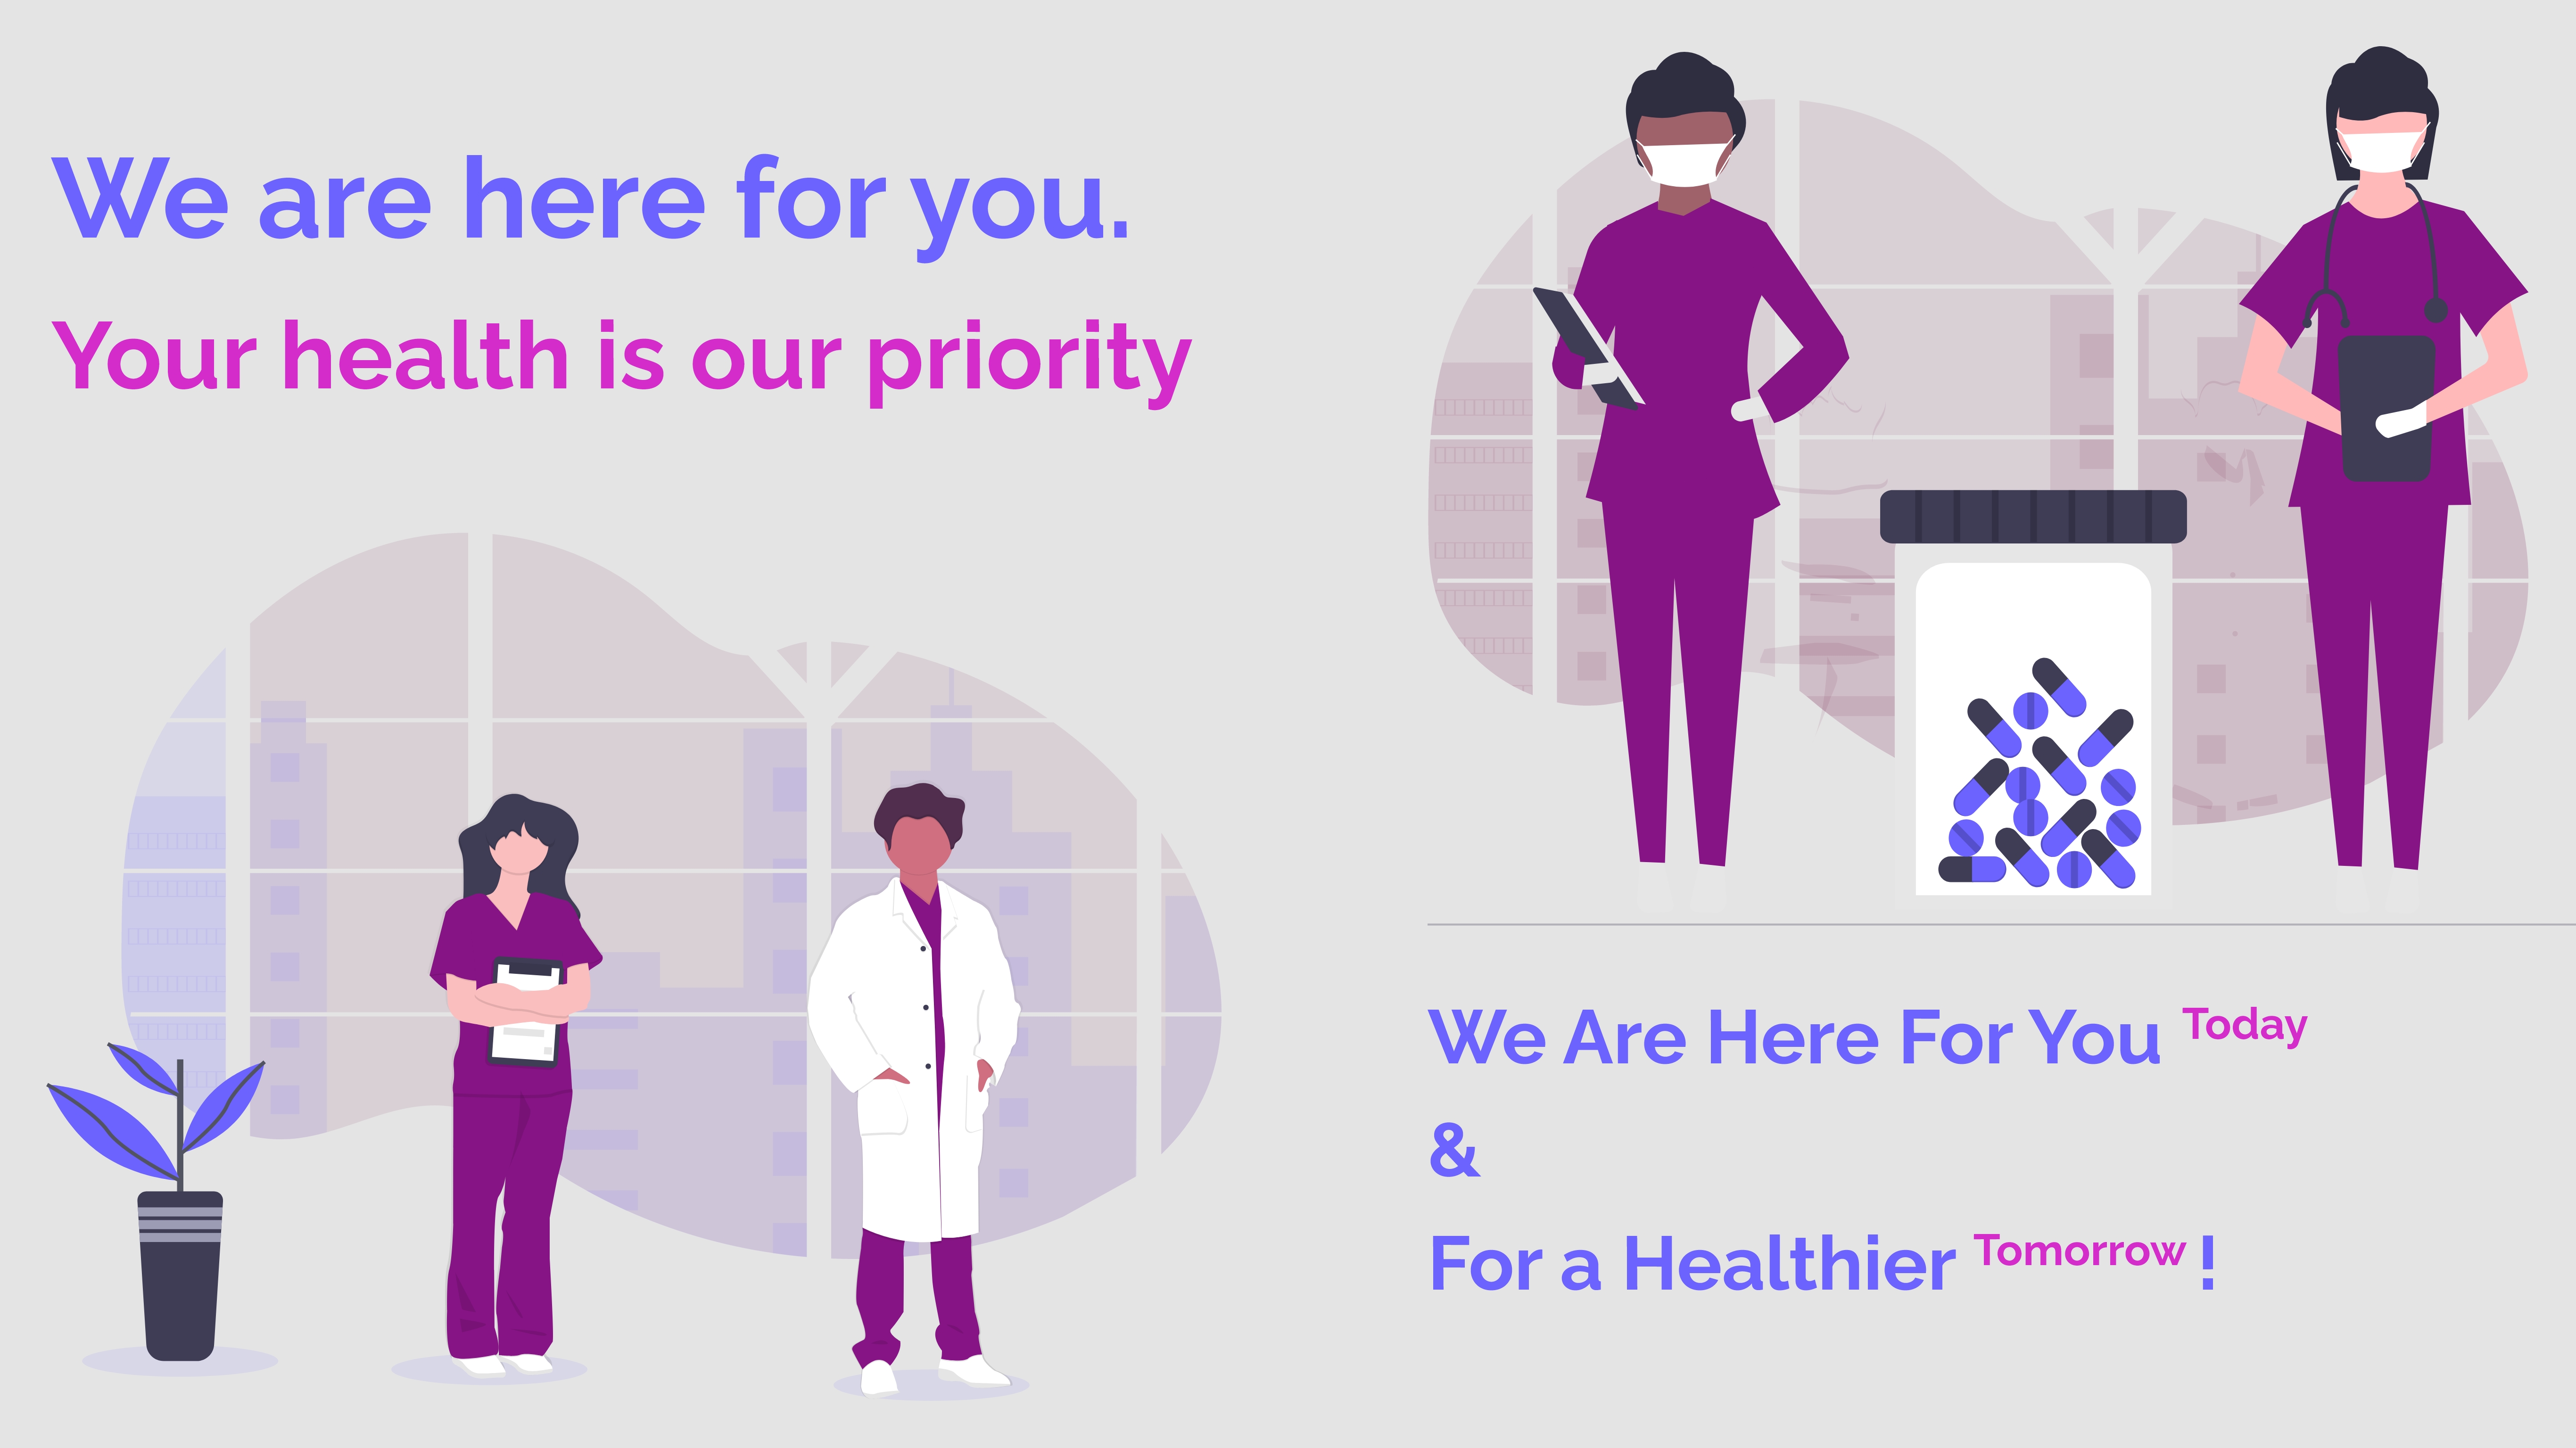 We are here for you.
Your health is our priority
We Are Here For You Today
&
For a Healthier Tomorrow !